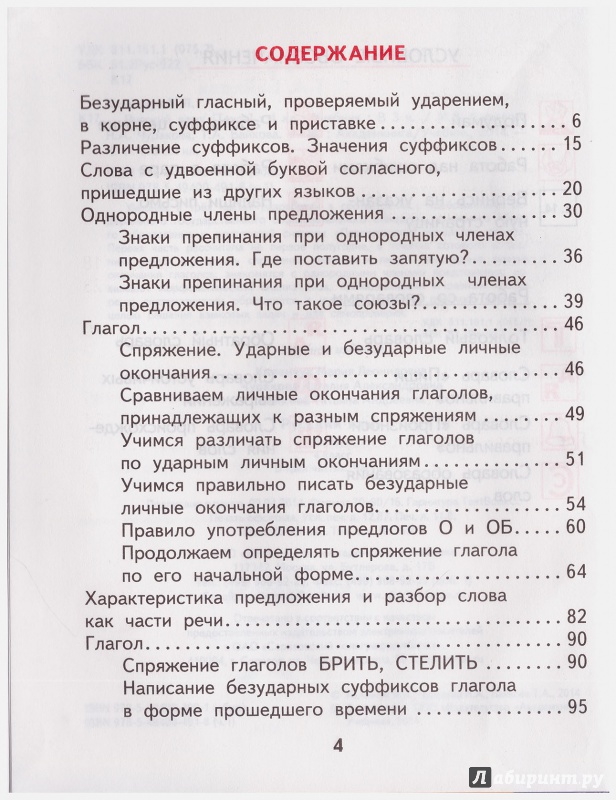 СОДЕРЖАНИЕ
Безударный гласный, проверяемый ударением,
в корне, суффиксе и приставке.....................6
Различение суффиксов. Значения суффиксов.......15
Слова с удвоенной буквой согласного,
пришедшие из других языков.....................20
Однородные члены предложения..................30
Знаки препинания при однородных членах
предложения. Где поставить запятую?.........36
Знаки препинания при однородных членах
предложения. Что такое союзы?..............39
Глагол...........................................46
Спряжение. Ударные и безударные личные
окончания....................................46
Сравниваем личные окончания глаголов,
принадлежащих к разным спряжениям.........49
Учимся различать спряжение глаголов
по ударным личным окончаниям..............51
Учимся правильно писать безударные
личные окончания глаголов...................54
Правило употребления предлогов О и ОБ.....60
Продолжаем определять спряжение глагола
по его начальной форме.....................64
Характеристика предложения и разбор слова
как части речи..................................82
Глагол...........................................90
Спряжение глаголов БРИТЬ, СТЕЛИТЬ........90
Написание безударных суффиксов глагола
в форме прошедшего времени................95
4
Лабиринт.ру